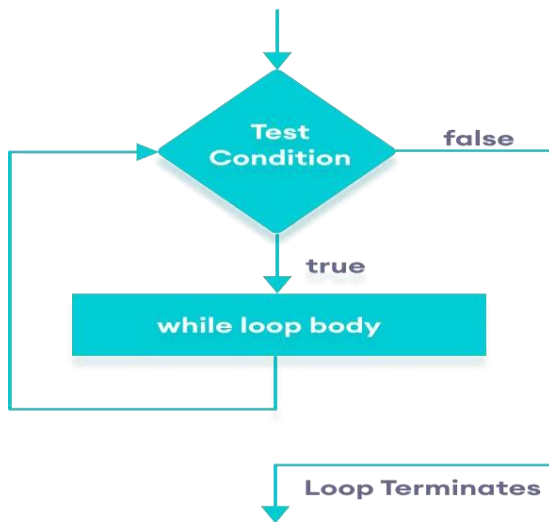 Test
Condition
false
true
while loop body
Loop Terminates